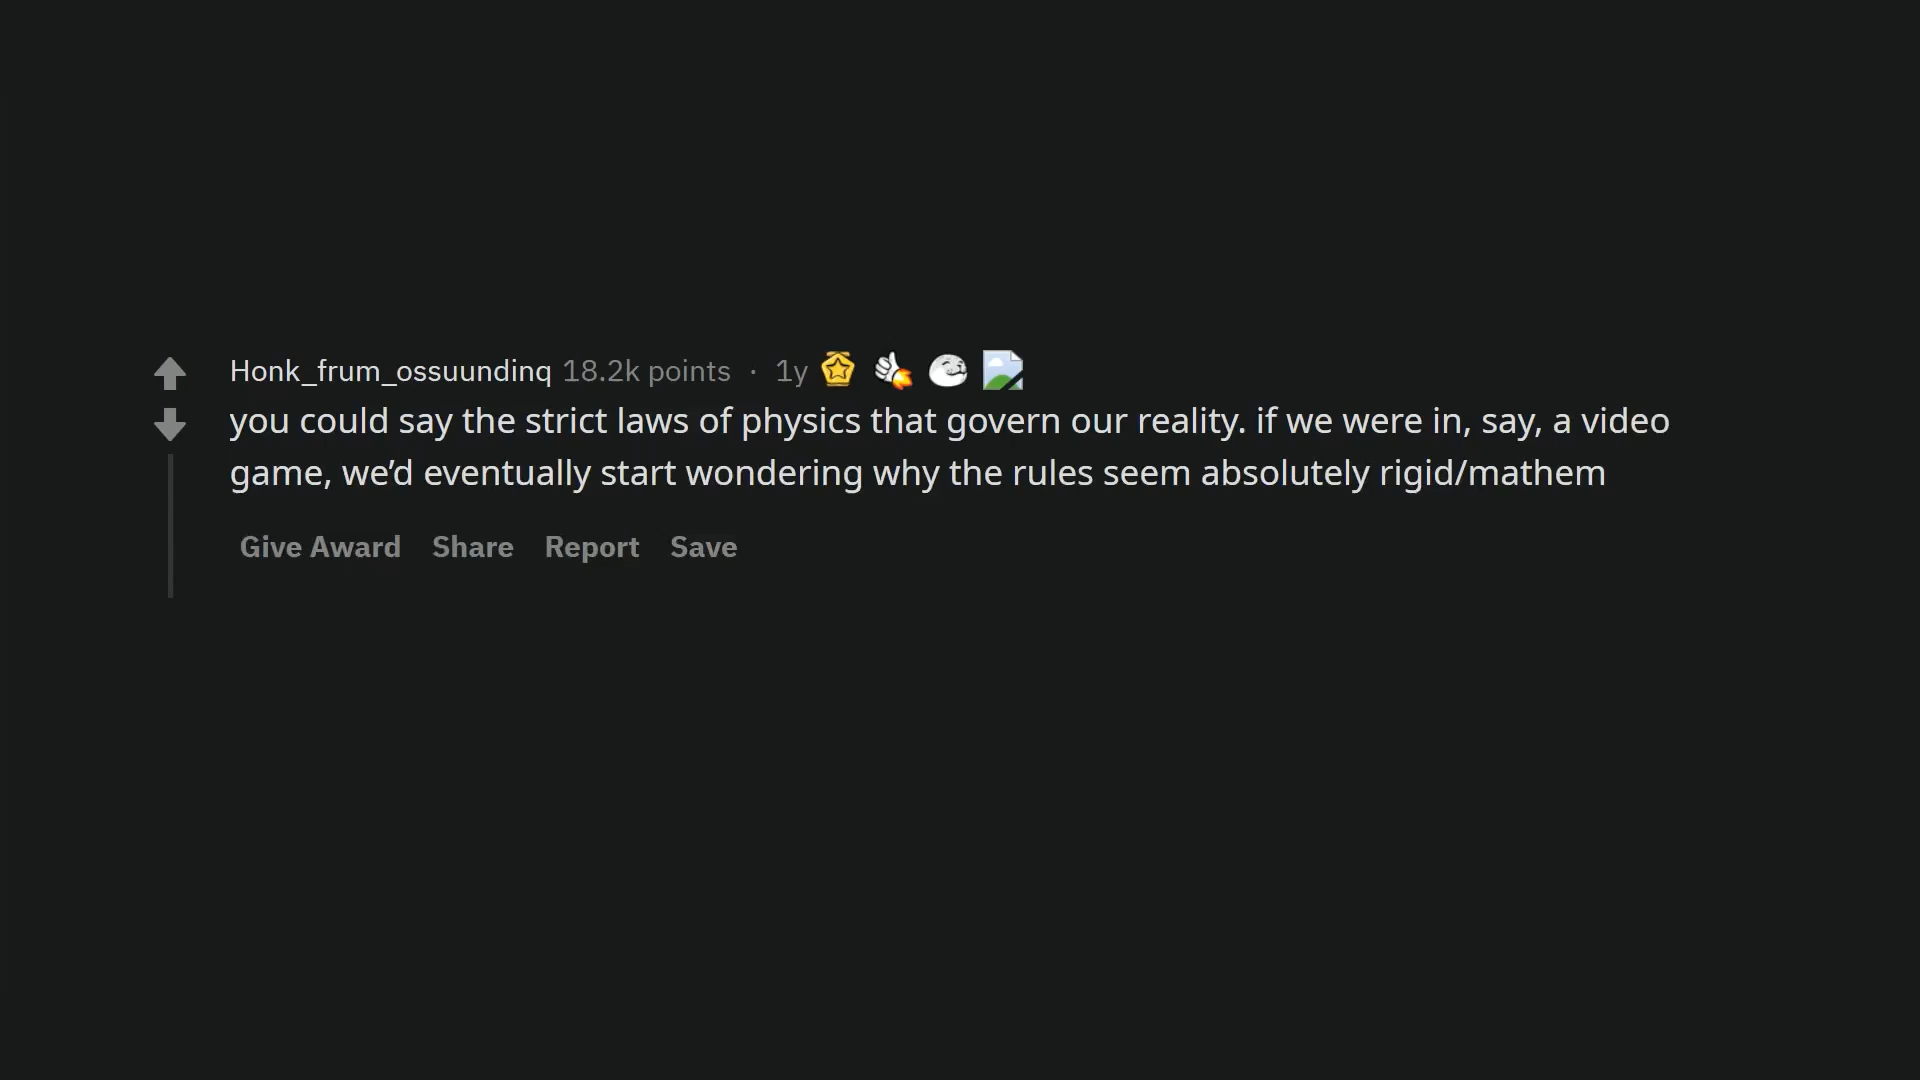 Honk_frum_ossuundinq 18.2k points · 1y
you could say the strict laws of physics that govern our reality. if we were in, say, a video
game, we’d eventually start wondering why the rules seem absolutely rigid/mathem
Give Award Share Report Save